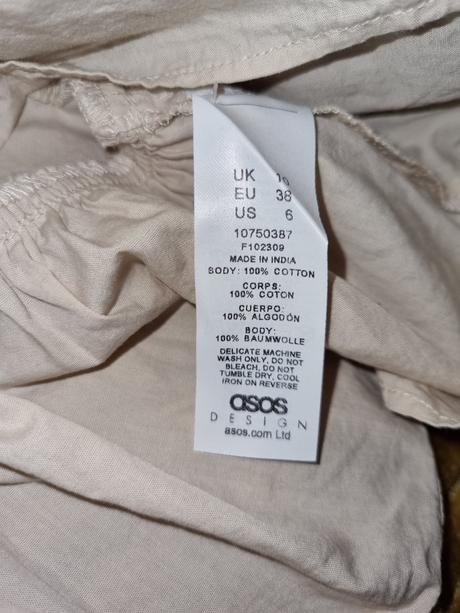 UK 10
EU 38
US 6
10750387
F102309
MADE IN INDIA
BODY: 100% COTTON
CORPS:
100% COTON
CUERPO:
100% ALGODÓN
BODY:
100% BAUMWOLLE
DELICATE MACHINE
WASH ONLY, DO NOT
BLEACH, DO NOT
TUMBLE DRY, COOL
IRON ON REVERSE
asos
DESIGN
asos.com Ltd